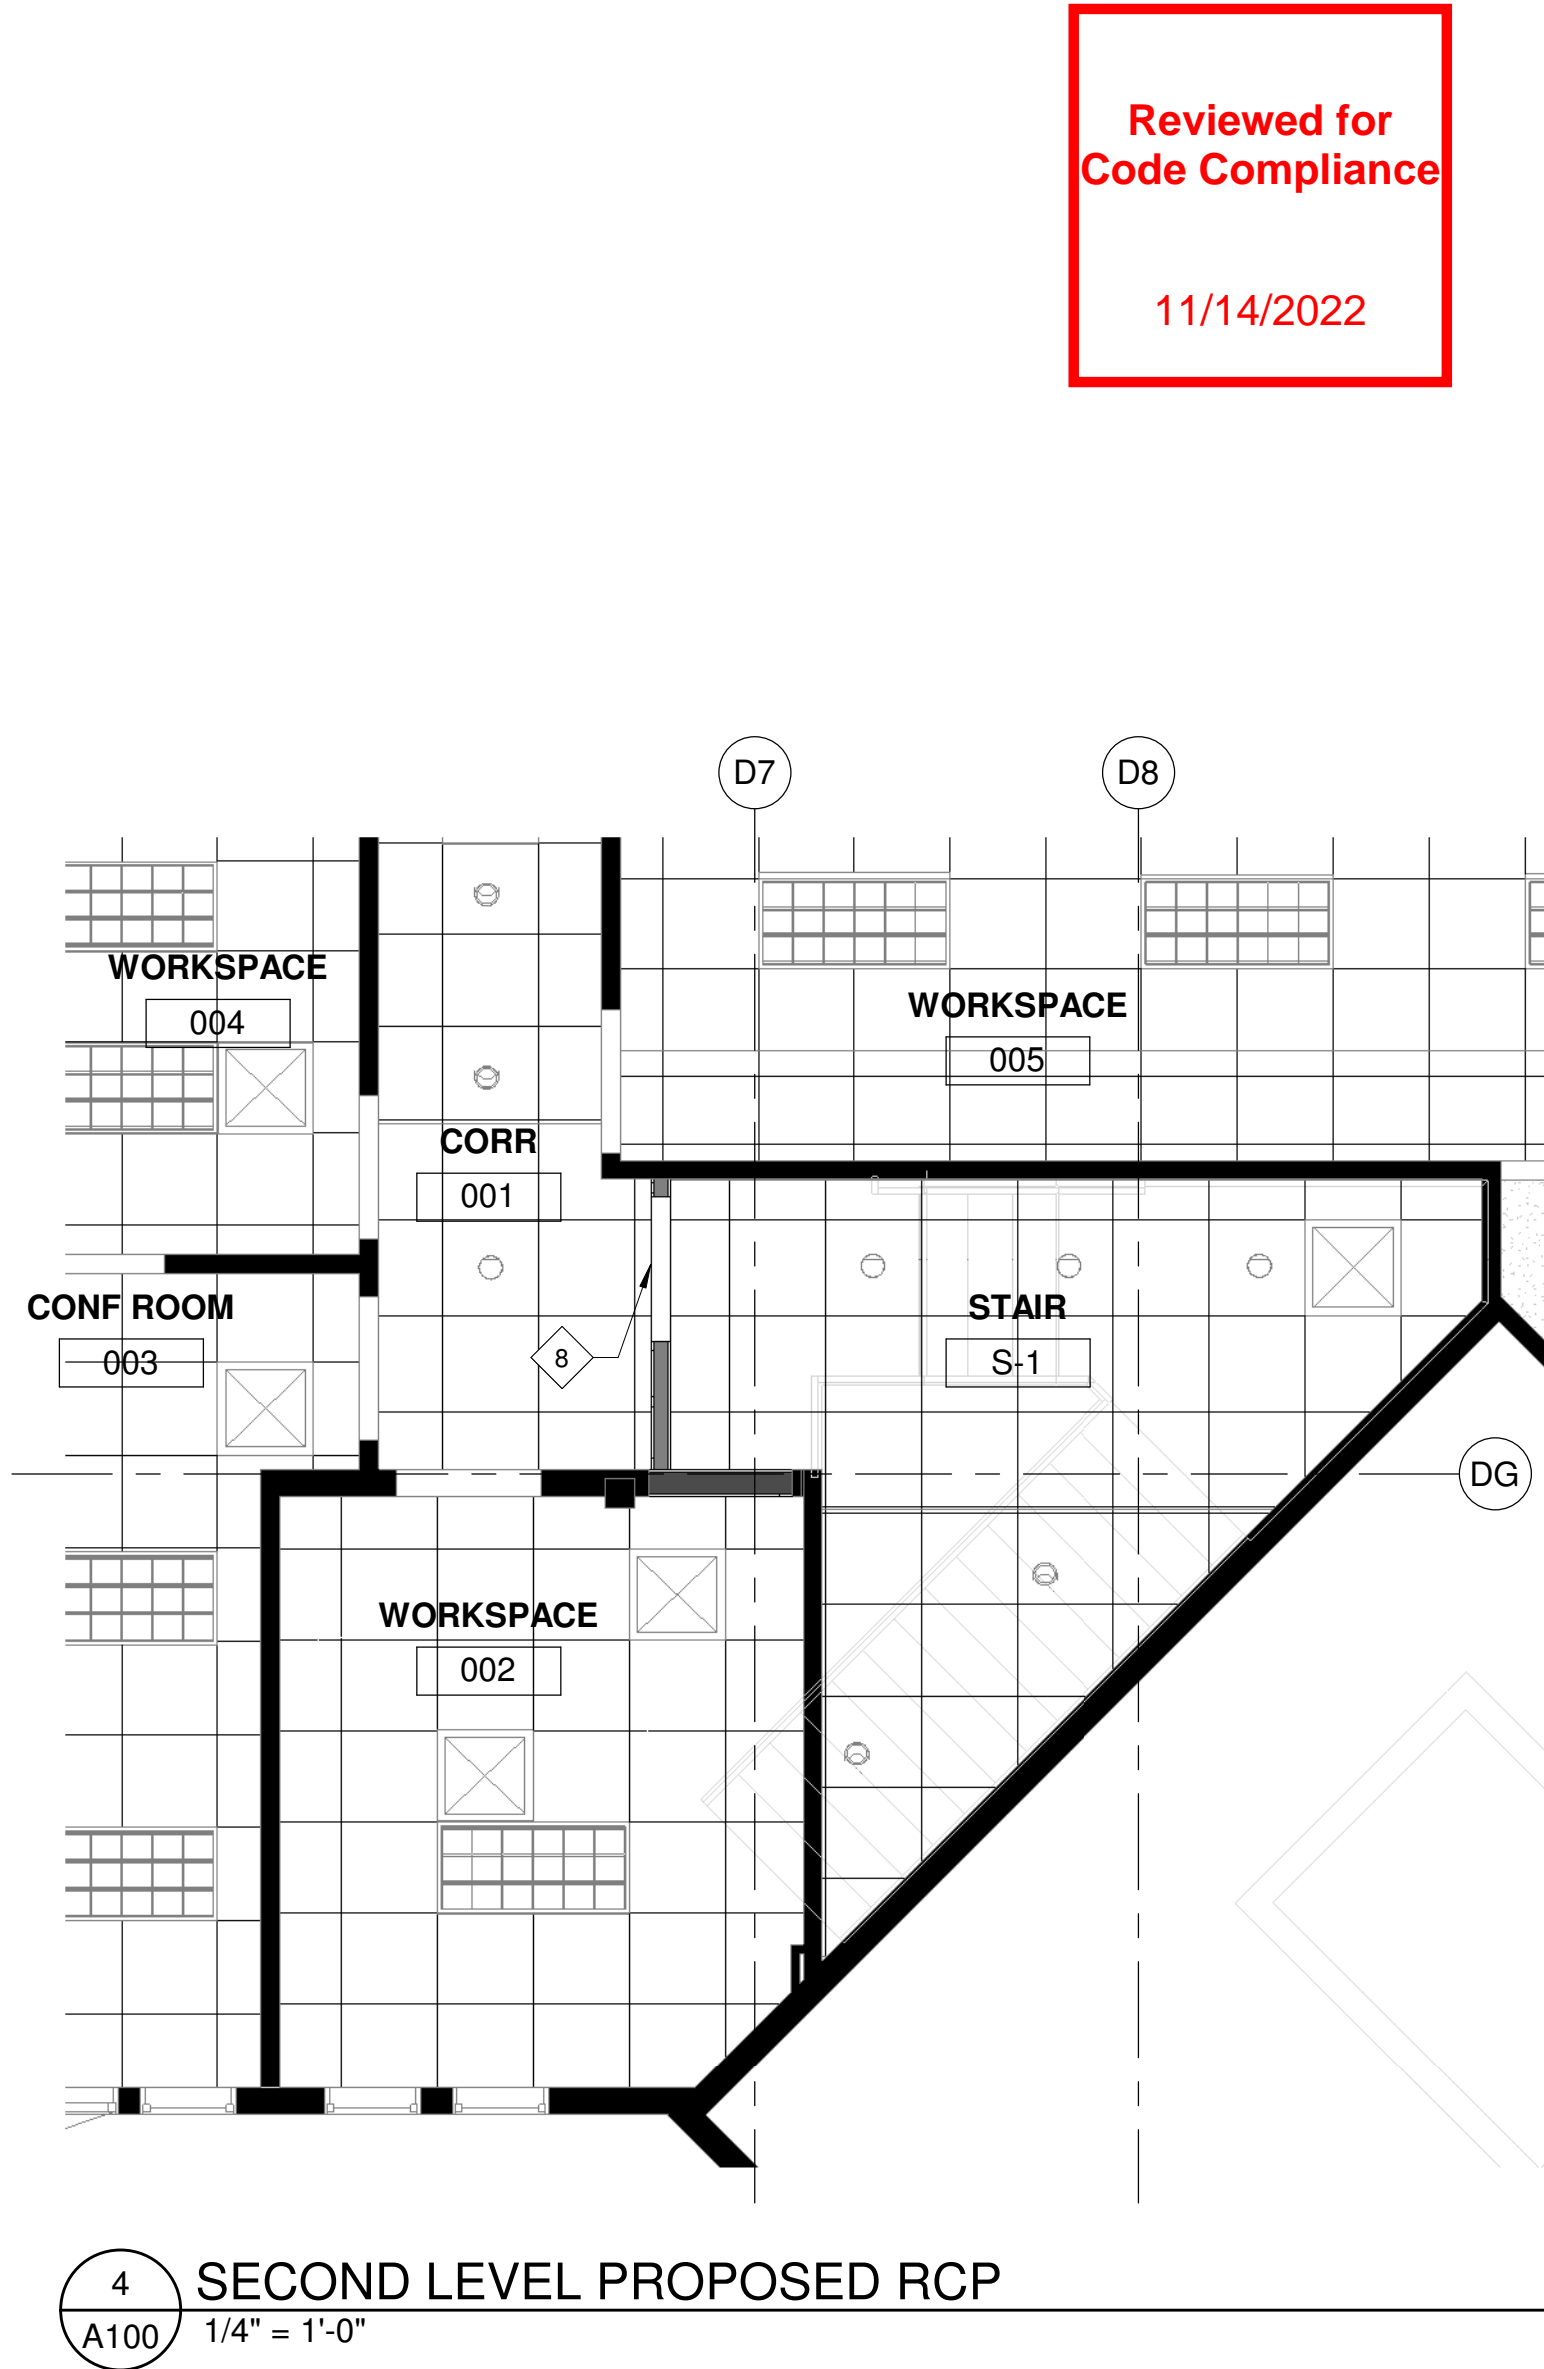 Reviewed for
Code Compliance
11/14/2022
D7
D8
WORKSPACE
004
WORKSPACE
005
CORR
001
CONF ROOM
003
8
STAIR
S-1
DG
WORKSPACE
002
4
SECOND LEVEL PROPOSED RCP
A100
1/4" = 1'-0"